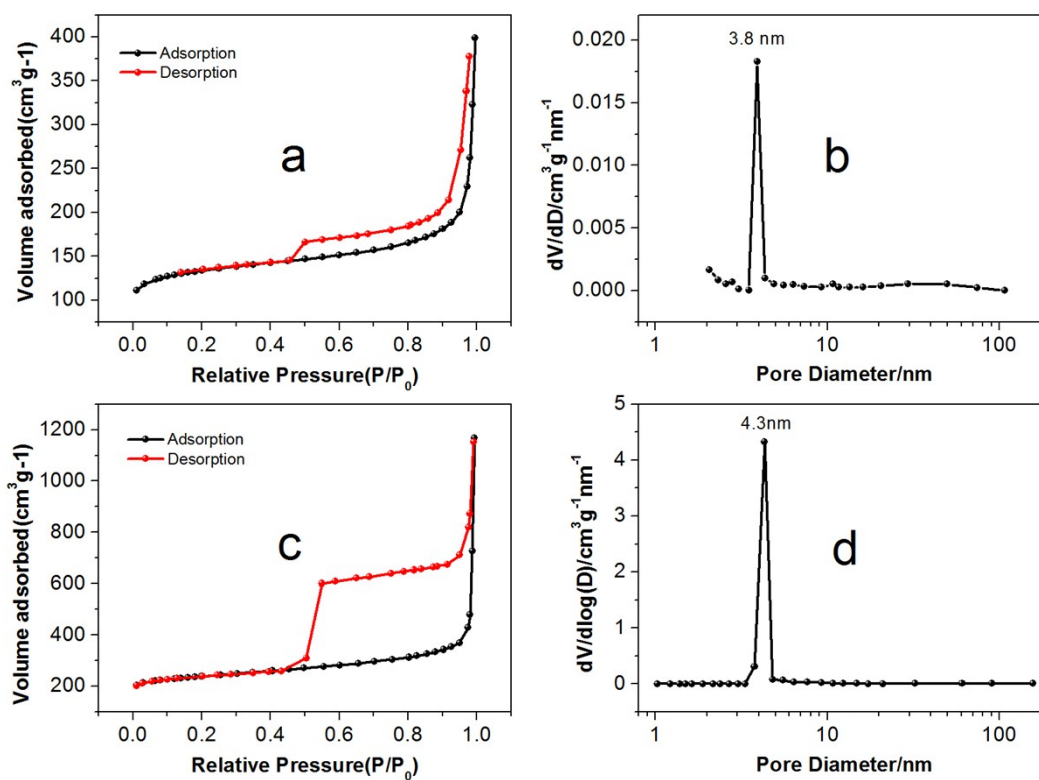 400
350
300
250
200
150
100
Volume adsorbed(cm³g-1)
Adsorption
Desorption
a
0.0 0.2 0.4 0.6 0.8 1.0
Relative Pressure(P/P₀)
0.020
0.015
0.010
0.005
0.000
dV/dD/cm³g⁻¹nm⁻¹
3.8 nm
b
1 10 100
Pore Diameter/nm
1200
1000
800
600
400
200
Volume adsorbed(cm³g-1)
Adsorption
Desorption
c
0.0 0.2 0.4 0.6 0.8 1.0
Relative Pressure(P/P₀)
5
4
3
2
1
0
dV/dlog(D)/cm³g⁻¹nm⁻¹
4.3nm
d
1 10 100
Pore Diameter/nm